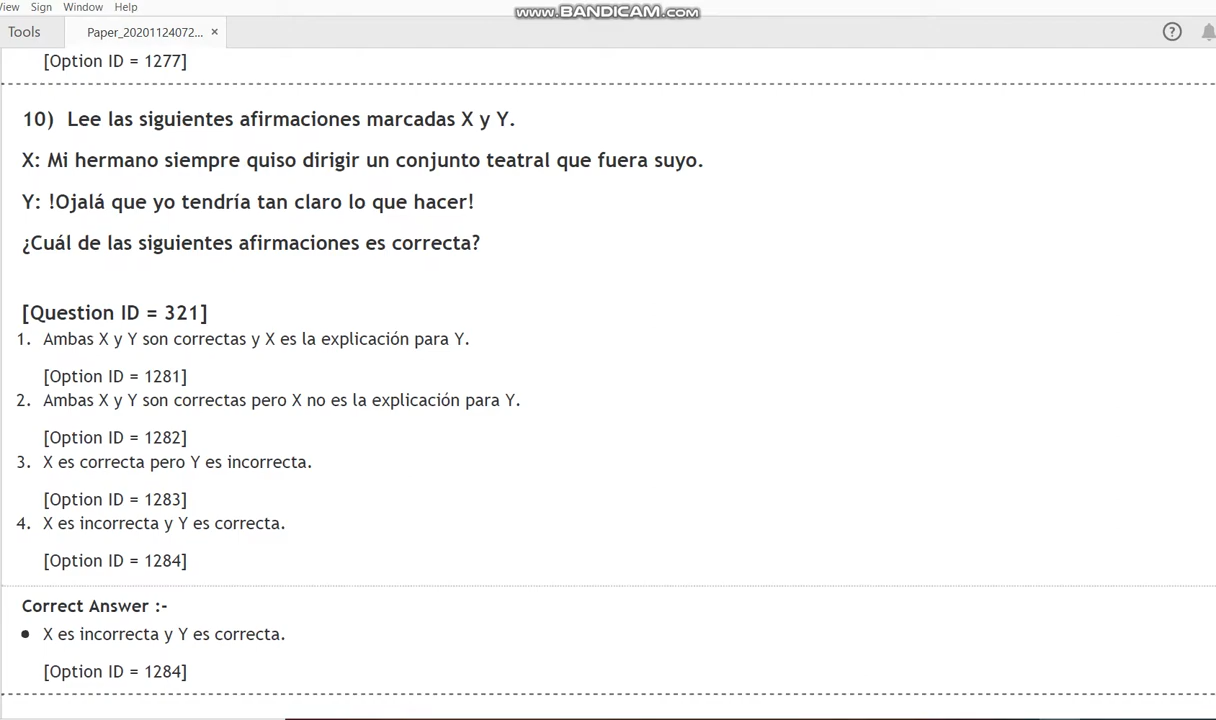 View Sign Window Help
www.BANDICAM.com
Tools Paper_20201124072... × ?
[Option ID = 1277]
10) Lee las siguientes afirmaciones marcadas X y Y.
X: Mi hermano siempre quiso dirigir un conjunto teatral que fuera suyo.
Y: !Ojalá que yo tendría tan claro lo que hacer!
¿Cuál de las siguientes afirmaciones es correcta?
[Question ID = 321]
1. Ambas X y Y son correctas y X es la explicación para Y.
[Option ID = 1281]
2. Ambas X y Y son correctas pero X no es la explicación para Y.
[Option ID = 1282]
3. X es correcta pero Y es incorrecta.
[Option ID = 1283]
4. X es incorrecta y Y es correcta.
[Option ID = 1284]
Correct Answer :-
• X es incorrecta y Y es correcta.
[Option ID = 1284]